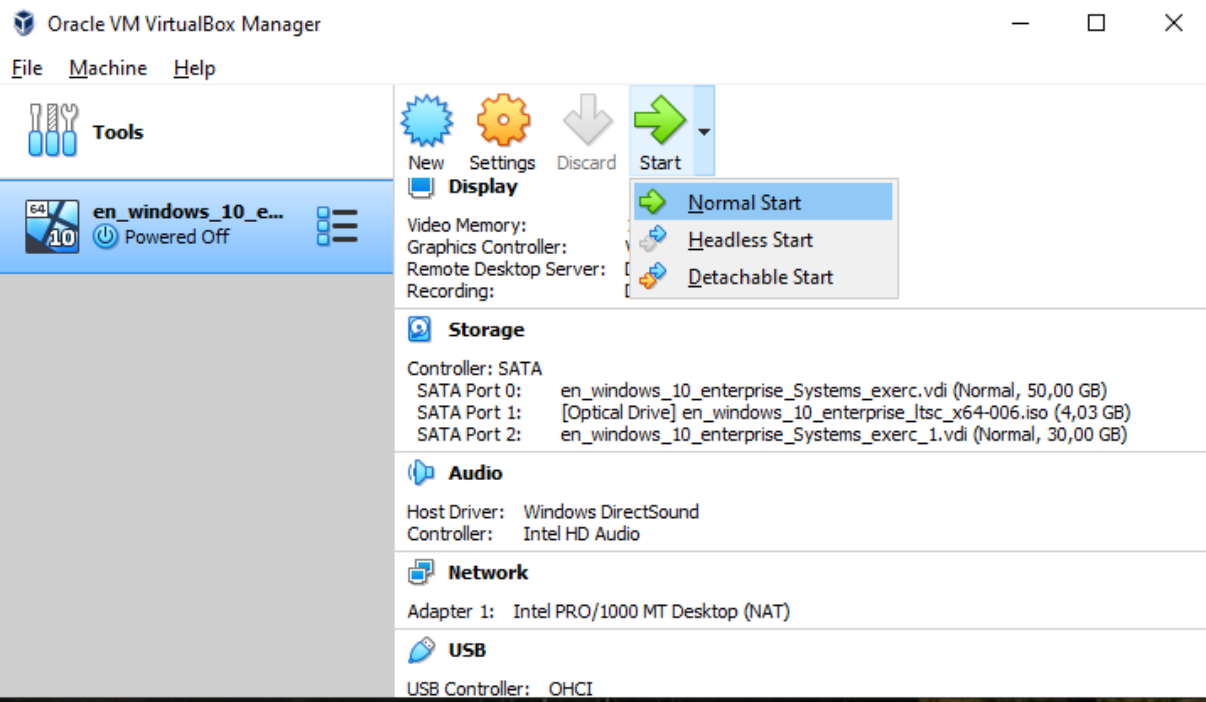 Oracle VM VirtualBox Manager
File Machine Help
Tools
64
10
en_windows_10_e...
Powered Off
New Settings Discard Start
Normal Start
Headless Start
Detachable Start
Display
Video Memory:
Graphics Controller:
Remote Desktop Server:
Recording:
Storage
Controller: SATA
SATA Port 0: en_windows_10_enterprise_Systems_exerc.vdi (Normal, 50,00 GB)
SATA Port 1: [Optical Drive] en_windows_10_enterprise_ltsc_x64-006.iso (4,03 GB)
SATA Port 2: en_windows_10_enterprise_Systems_exerc_1.vdi (Normal, 30,00 GB)
Audio
Host Driver: Windows DirectSound
Controller: Intel HD Audio
Network
Adapter 1: Intel PRO/1000 MT Desktop (NAT)
USB
USB Controller: OHCI